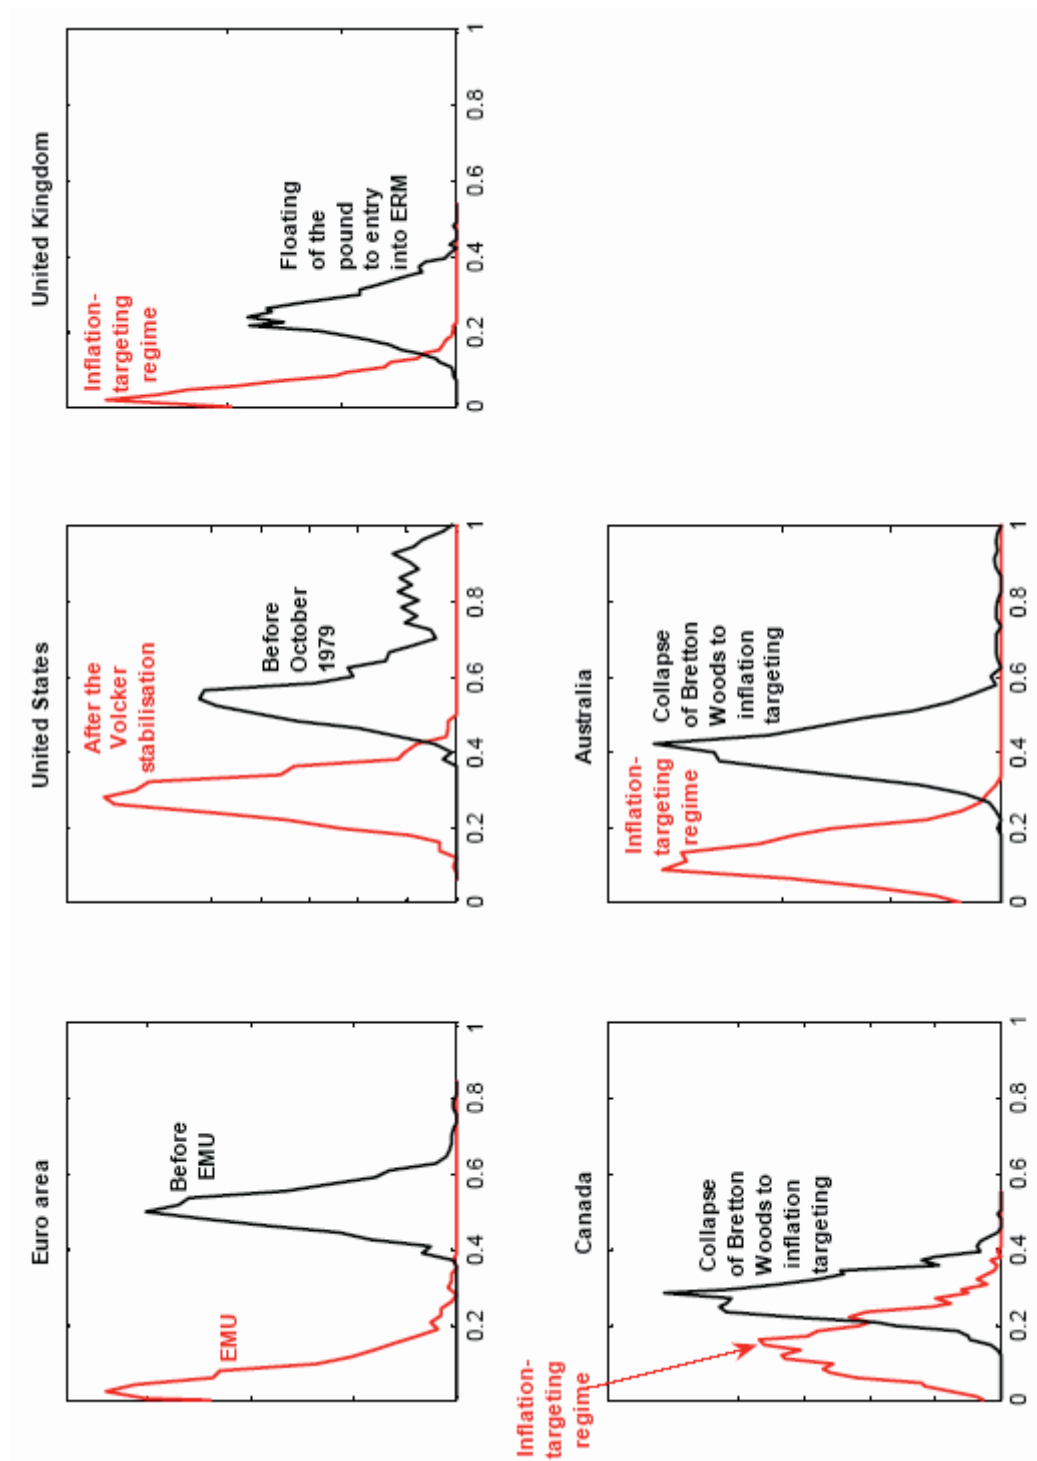 Euro area
EMU
Before
EMU
0.2
0.4
0.6
0.8
1
United States
After the
Volcker
stabilisation
Before
October
1979
0
0.2
0.4
0.6
0.8
1
United Kingdom
Inflation-
targeting
regime
Floating
of the
pound
to entry
into ERM
0
0.2
0.4
0.6
0.8
1
Canada
Inflation-
targeting
regime
Collapse
of Bretton
Woods to
inflation
targeting
0
0.2
0.4
0.6
0.8
1
Australia
Inflation-
targeting
regime
Collapse
of Bretton
Woods to
inflation
targeting
0
0.2
0.4
0.6
0.8
1